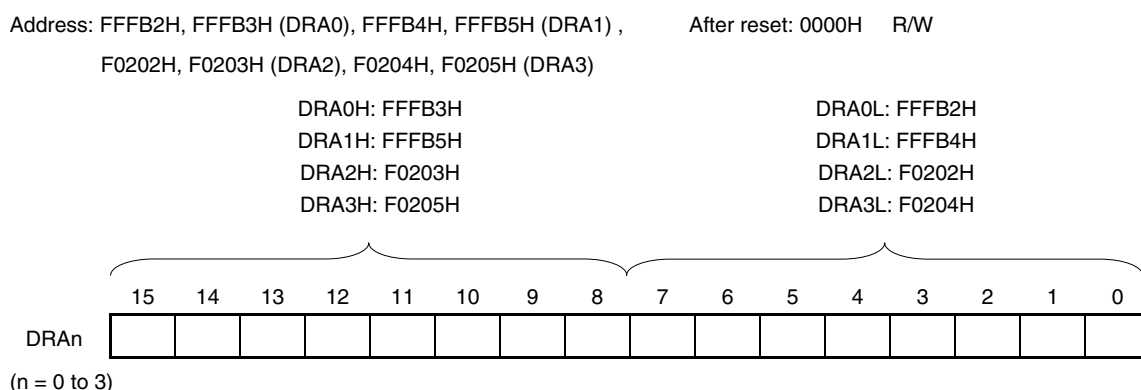 Address: FFFB2H, FFFB3H (DRA0), FFFB4H, FFFB5H (DRA1) , After reset: 0000H R/W
F0202H, F0203H (DRA2), F0204H, F0205H (DRA3)
DRA0H: FFFB3H DRA0L: FFFB2H
DRA1H: FFFB5H DRA1L: FFFB4H
DRA2H: F0203H DRA2L: F0202H
DRA3H: F0205H DRA3L: F0204H
15 14 13 12 11 10 9 8 7 6 5 4 3 2 1 0
DRAn
(n = 0 to 3)